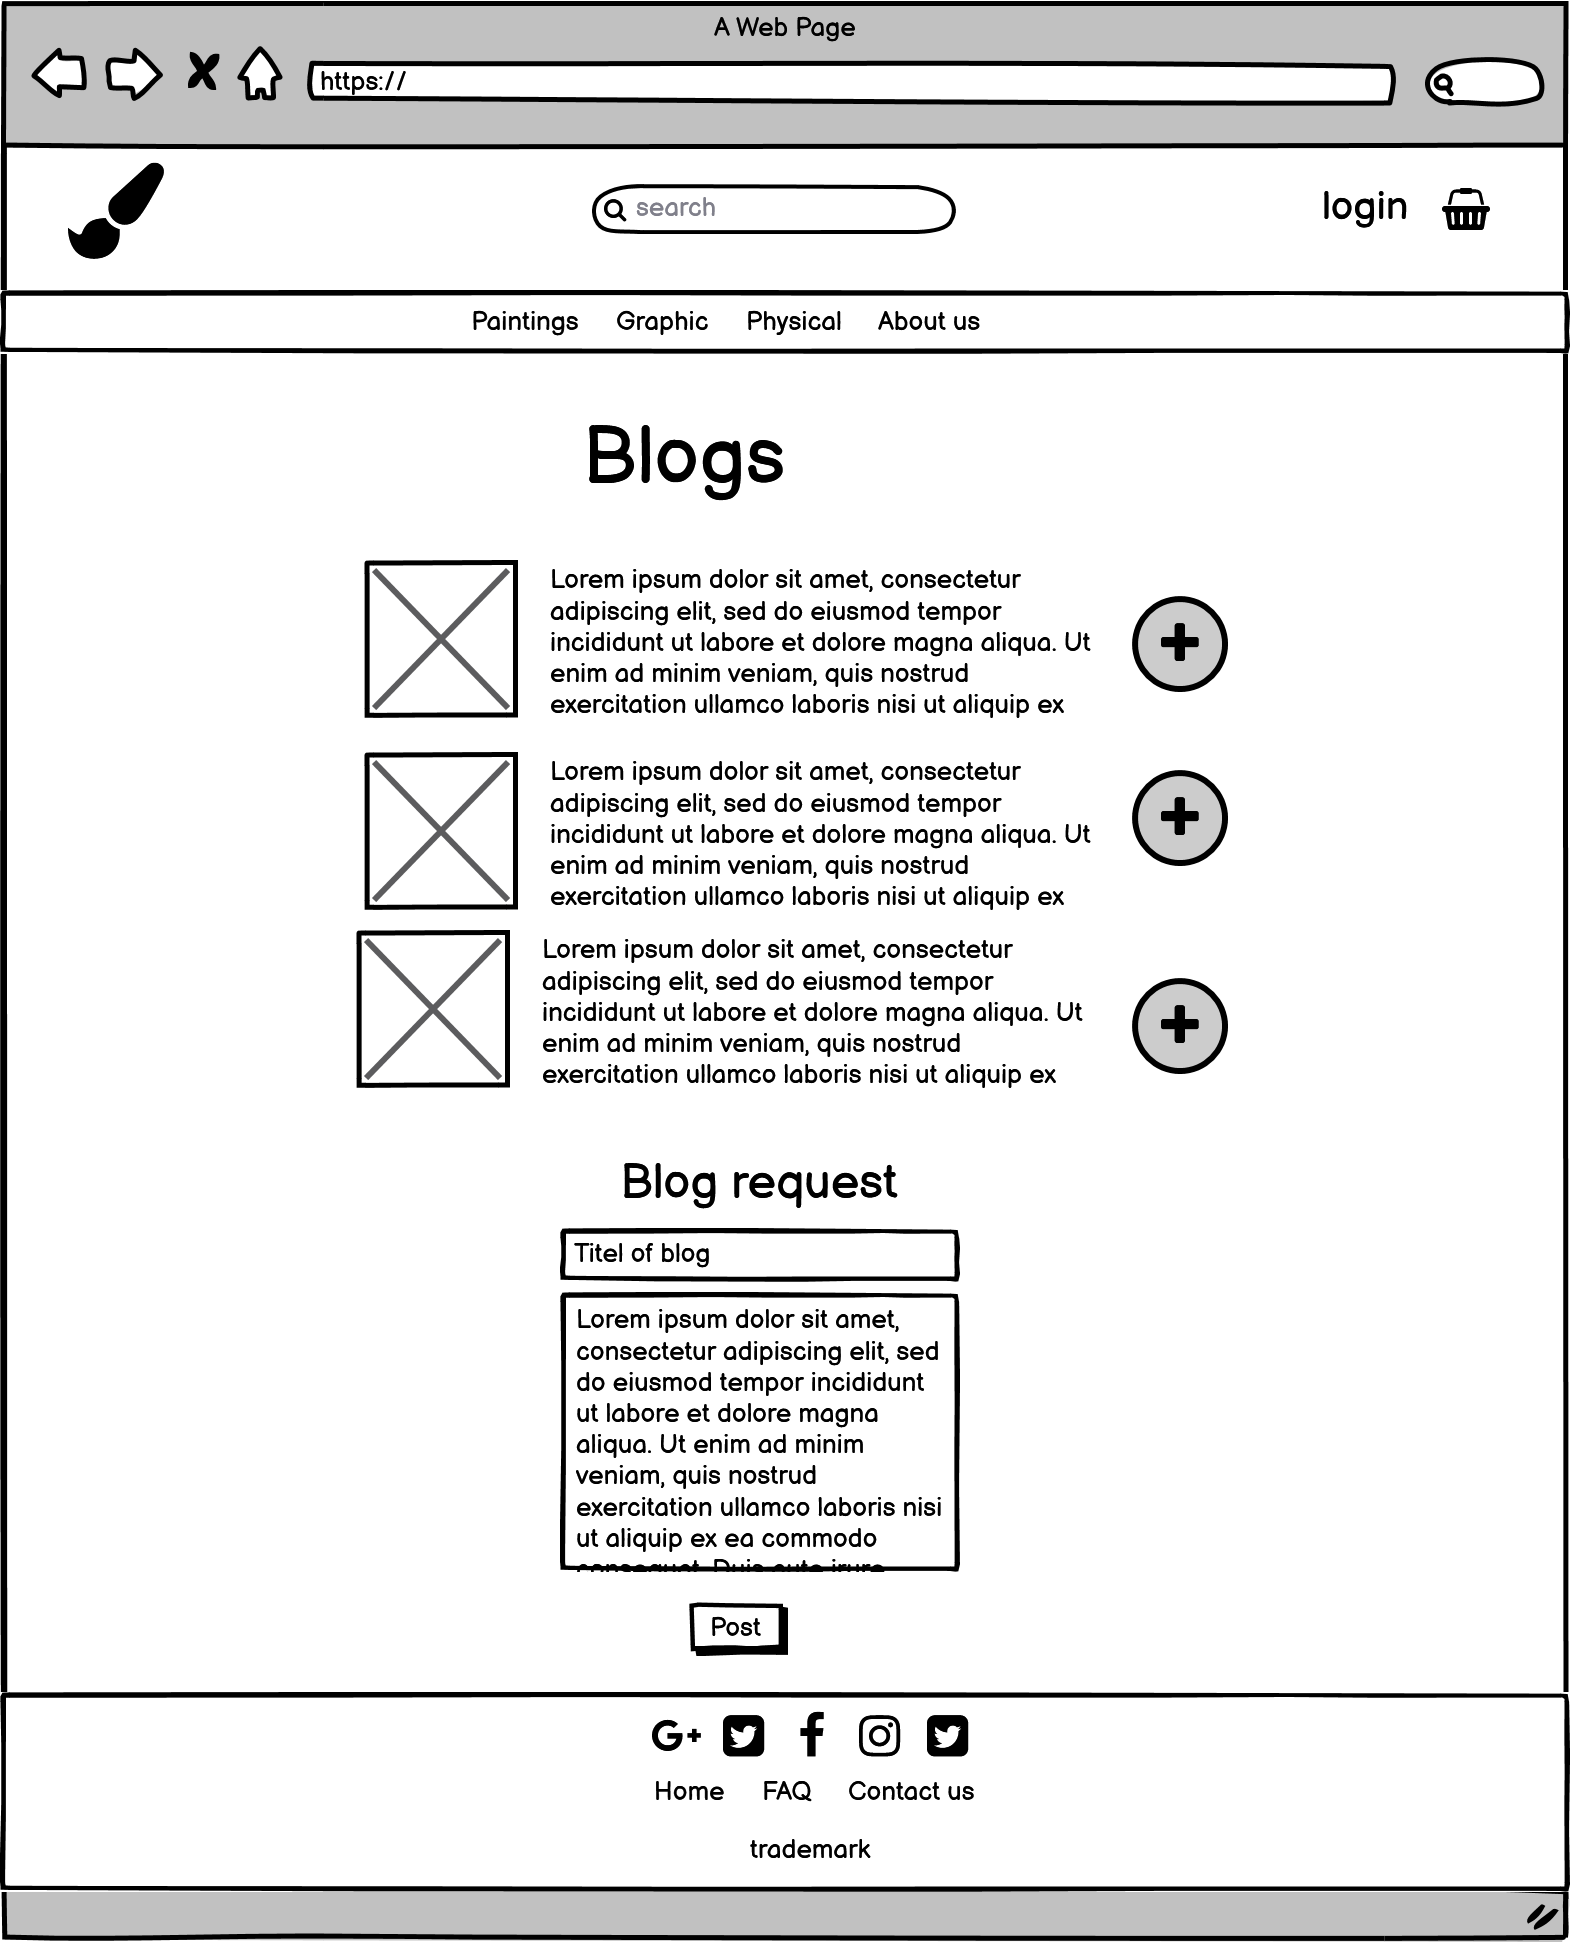 A Web Page
https://
search
login
Paintings Graphic Physical About us
Blogs
Lorem ipsum dolor sit amet, consectetur
adipiscing elit, sed do eiusmod tempor
incididunt ut labore et dolore magna aliqua. Ut
enim ad minim veniam, quis nostrud
exercitation ullamco laboris nisi ut aliquip ex
Lorem ipsum dolor sit amet, consectetur
adipiscing elit, sed do eiusmod tempor
incididunt ut labore et dolore magna aliqua. Ut
enim ad minim veniam, quis nostrud
exercitation ullamco laboris nisi ut aliquip ex
Lorem ipsum dolor sit amet, consectetur
adipiscing elit, sed do eiusmod tempor
incididunt ut labore et dolore magna aliqua. Ut
enim ad minim veniam, quis nostrud
exercitation ullamco laboris nisi ut aliquip ex
Blog request
Titel of blog
Lorem ipsum dolor sit amet,
consectetur adipiscing elit, sed
do eiusmod tempor incididunt
ut labore et dolore magna
aliqua. Ut enim ad minim
veniam, quis nostrud
exercitation ullamco laboris nisi
ut aliquip ex ea commodo
consequat. Duis aute irure
Post
G+
Home FAQ Contact us
trademark